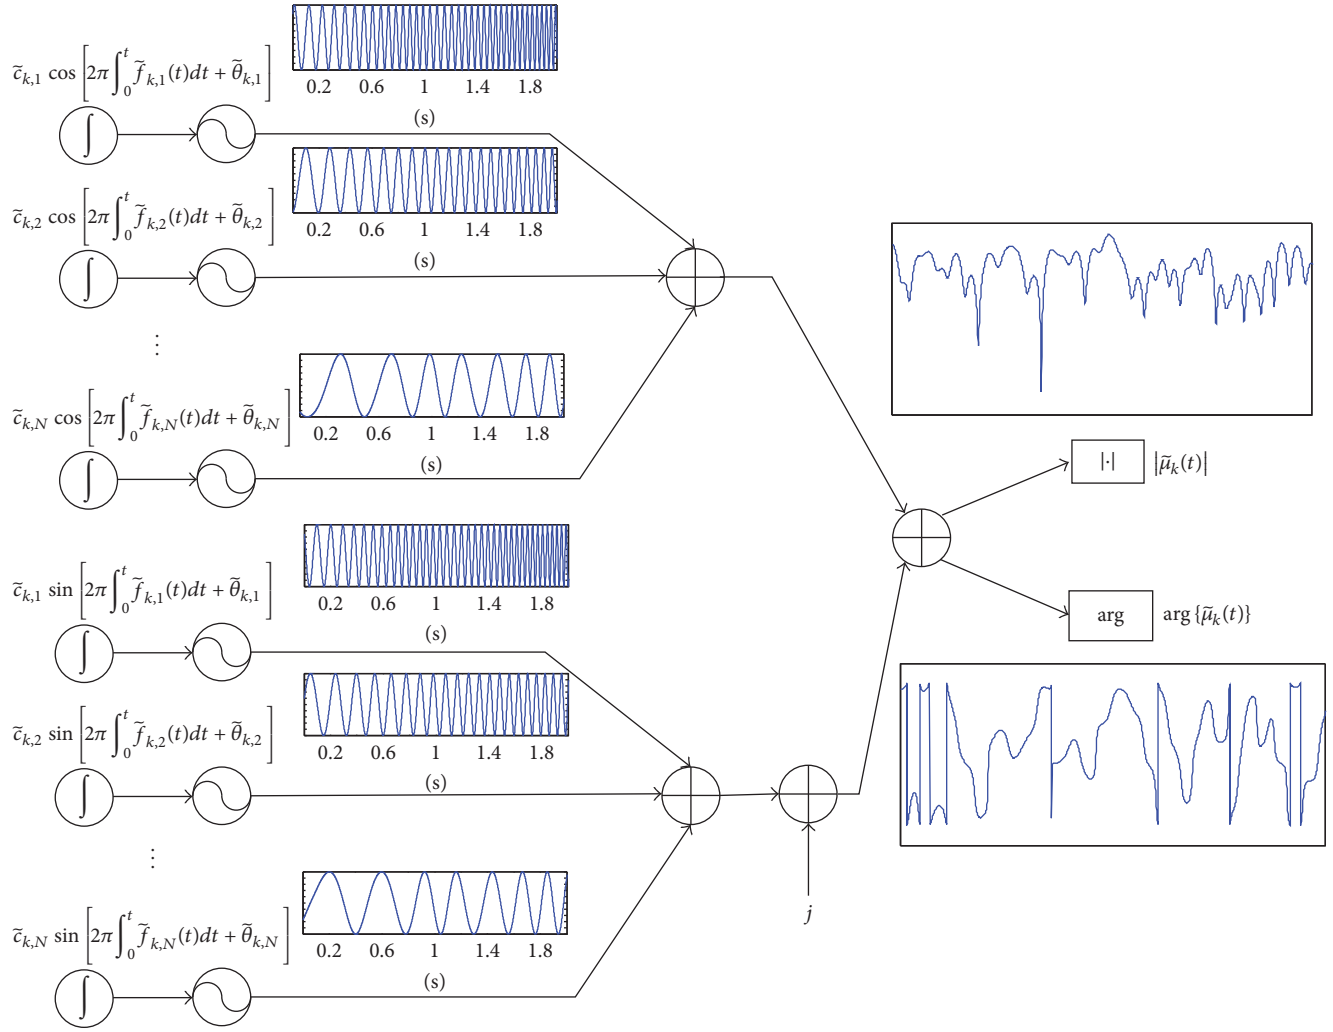 c̃ₖ,₁ cos [2π ∫₀ᵗ f̃ₖ,₁(t)dt + θ̃ₖ,₁]
0.2 0.6 1 1.4 1.8
(s)
∫
c̃ₖ,₂ cos [2π ∫₀ᵗ f̃ₖ,₂(t)dt + θ̃ₖ,₂]
0.2 0.6 1 1.4 1.8
(s)
∫
⋮
c̃_{k,N} cos [2π ∫₀ᵗ f̃_{k,N}(t)dt + θ̃_{k,N}]
0.2 0.6 1 1.4 1.8
(s)
∫
|·| |μ̃ₖ(t)|
c̃ₖ,₁ sin [2π ∫₀ᵗ f̃ₖ,₁(t)dt + θ̃ₖ,₁]
0.2 0.6 1 1.4 1.8
(s)
∫
arg arg {μ̃ₖ(t)}
c̃ₖ,₂ sin [2π ∫₀ᵗ f̃ₖ,₂(t)dt + θ̃ₖ,₂]
0.2 0.6 1 1.4 1.8
(s)
∫
⋮
c̃_{k,N} sin [2π ∫₀ᵗ f̃_{k,N}(t)dt + θ̃_{k,N}]
0.2 0.6 1 1.4 1.8
(s)
∫
j